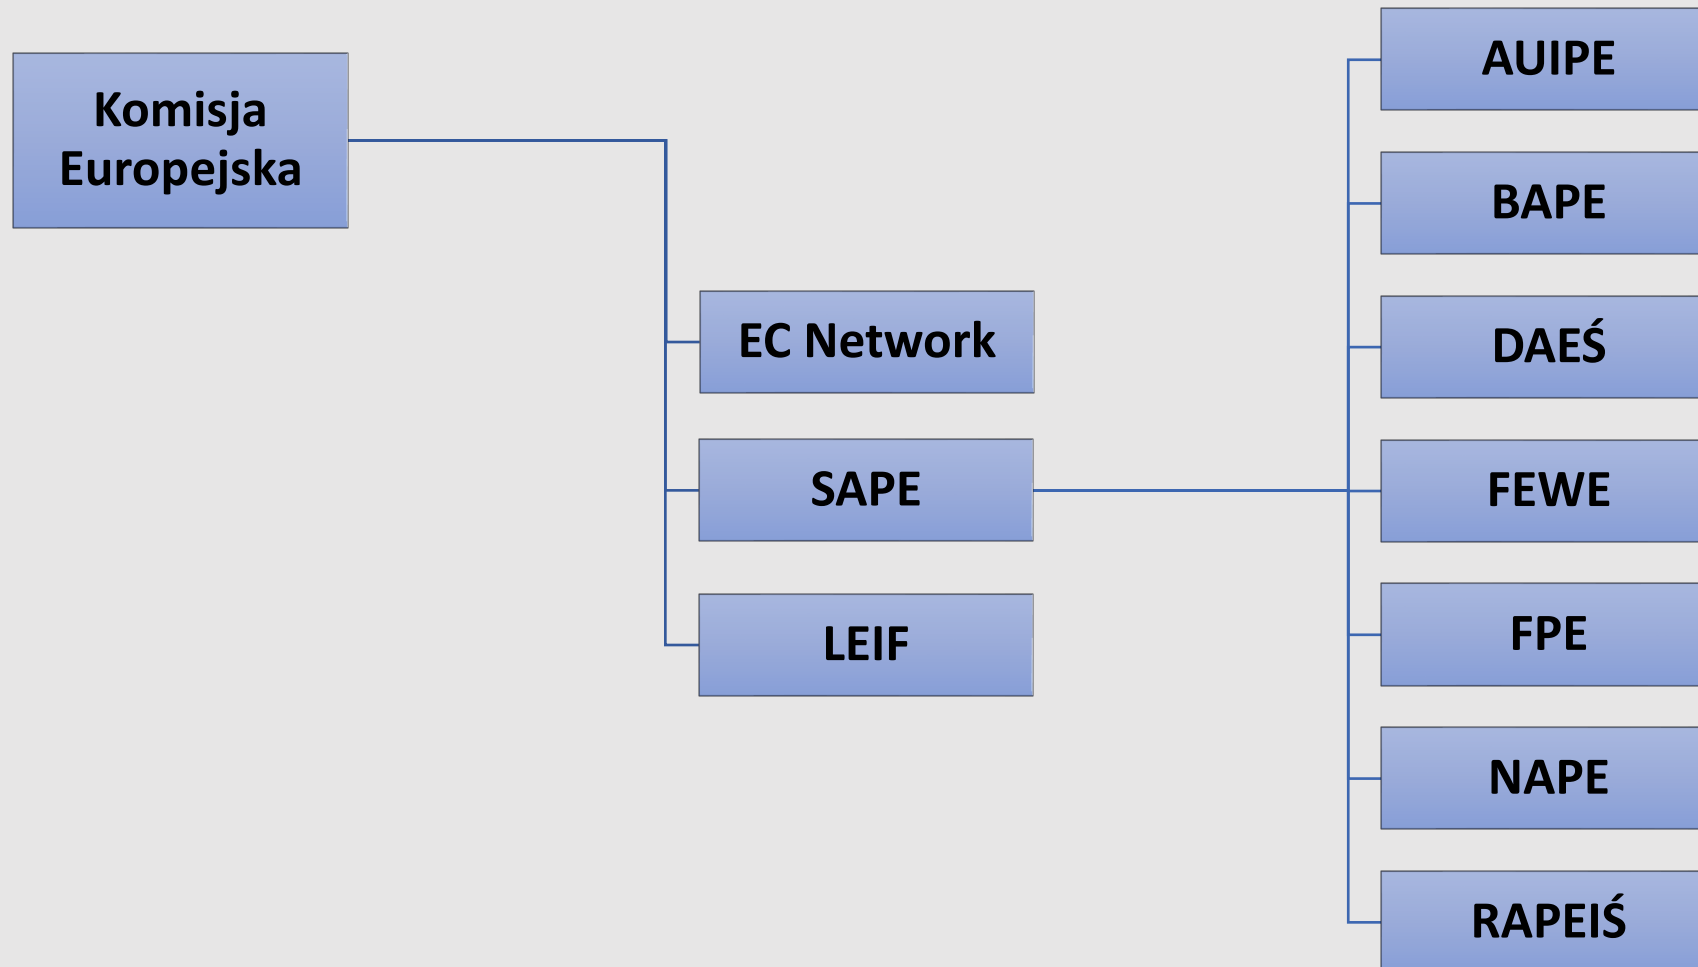 Komisja
Europejska
EC Network
SAPE
LEIF
AUIPE
BAPE
DAEŚ
FEWE
FPE
NAPE
RAPEIŚ